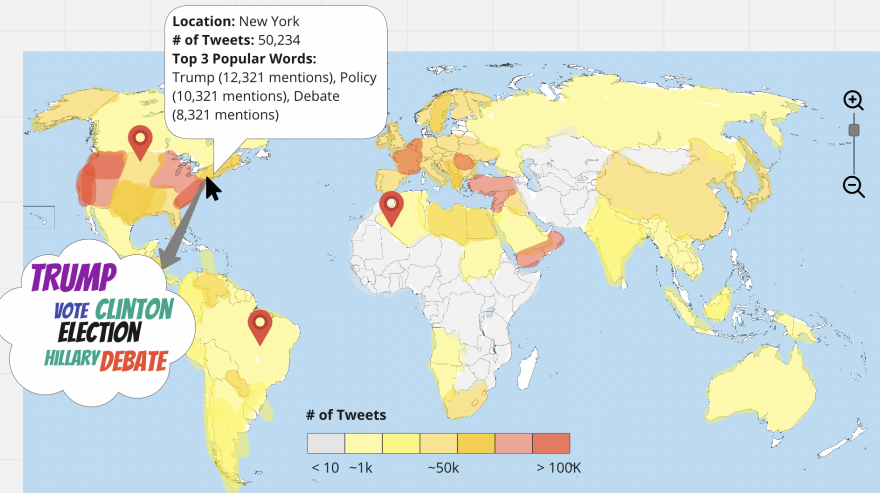 Location: New York
# of Tweets: 50,234
Top 3 Popular Words:
Trump (12,321 mentions), Policy
(10,321 mentions), Debate
(8,321 mentions)
TRUMP
VOTE CLINTON
ELECTION
HILLARY DEBATE
# of Tweets
< 10 ~1k ~50k > 100K